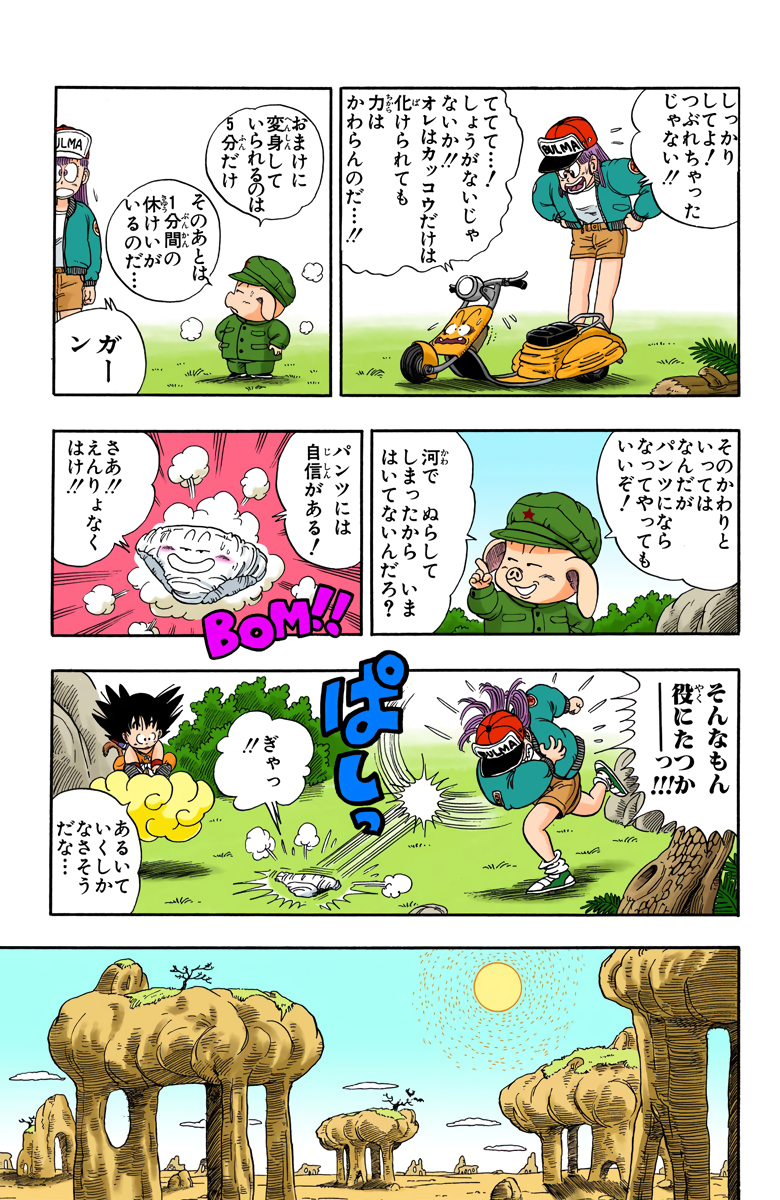 しっかり
してよ！
つぶれちゃった
じゃない!!
BULMA
ててて…！
しょうがないじゃ
ないか!!
オレはカッコウだけは
化けられても
力は
かわらんのだ…!!
おまけに
変身して
いられるのは
5分だけ
そのあとは
1分間の
休けいが
いるのだ…
ULMA
ガーン
そのかわりと
いっては
なんだが
パンツになら
なってやっても
いいぞ！
河で ぬらして
しまったから いま
はいてないんだろ？
パンツには
自信がある！
さあ!!
えんりょなく
はけ!!
BOM!!
そんなもん
役にたつか
──っ!!!
BULMA
ぱしっ
ぎゃっ
!!
あるいて
いくしか
なさそう
だな…